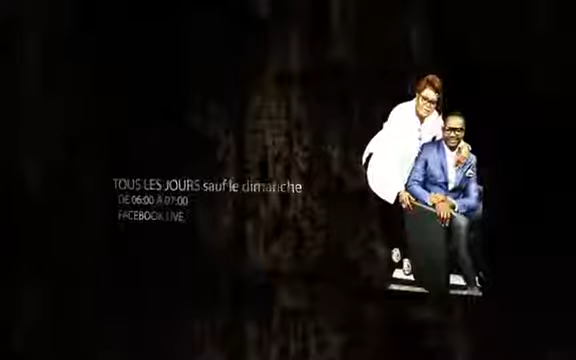 TOUS LES JOURS sauf le dimanche
DE 06:00 À 07:00
FACEBOOK LIVE,